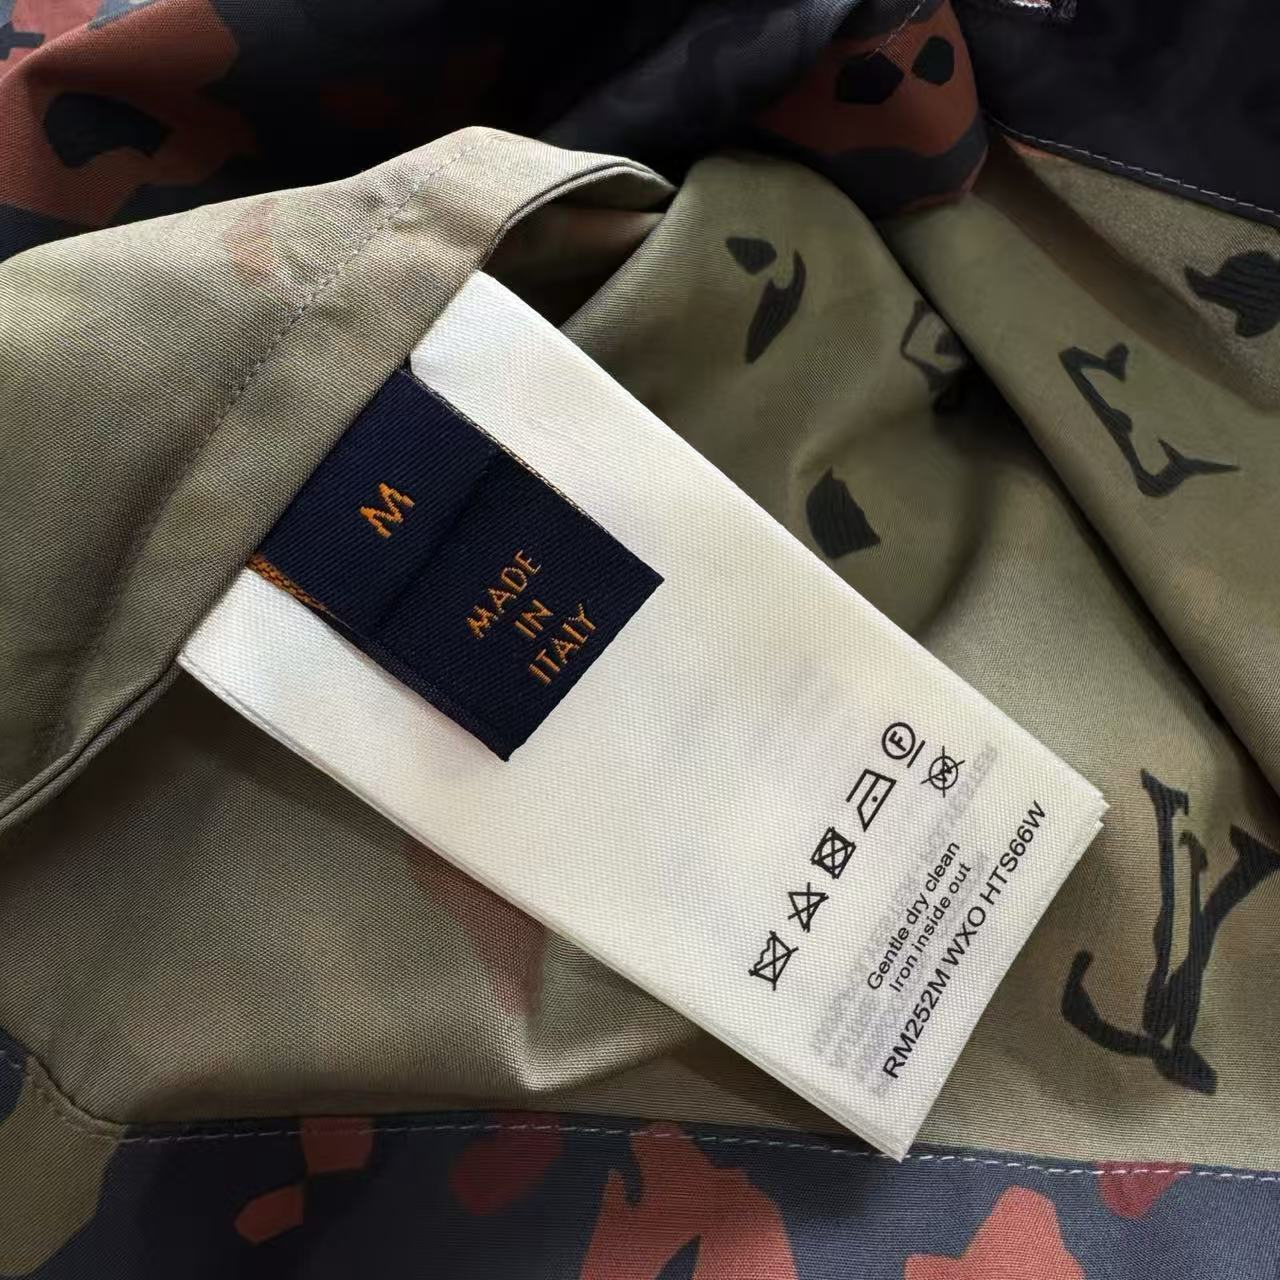 M
MADE
IN
ITALY
F
W
Gentle dry clean
Iron inside out
RM252M WXO HTS66W